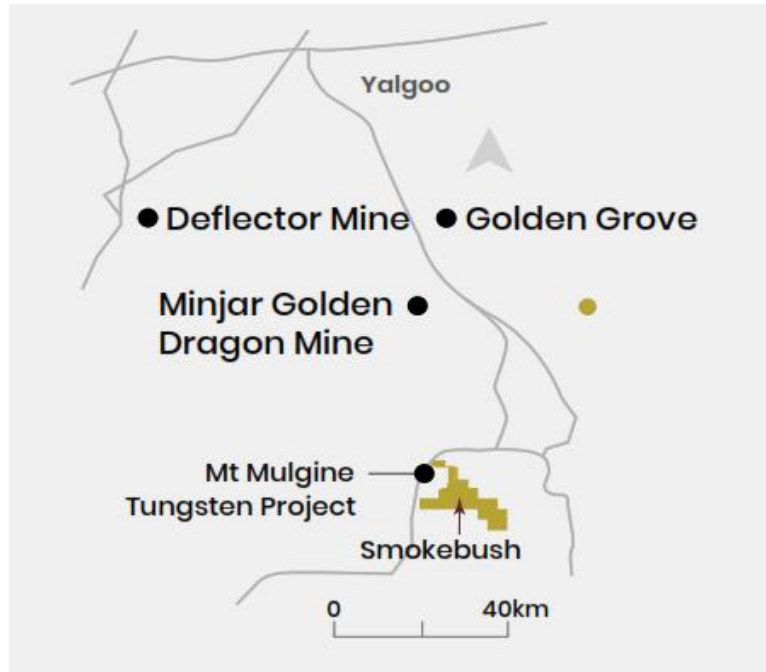 Yalgoo
Deflector Mine
Golden Grove
Minjar Golden
Dragon Mine
Mt Mulgine
Tungsten Project
Smokebush
0 40km